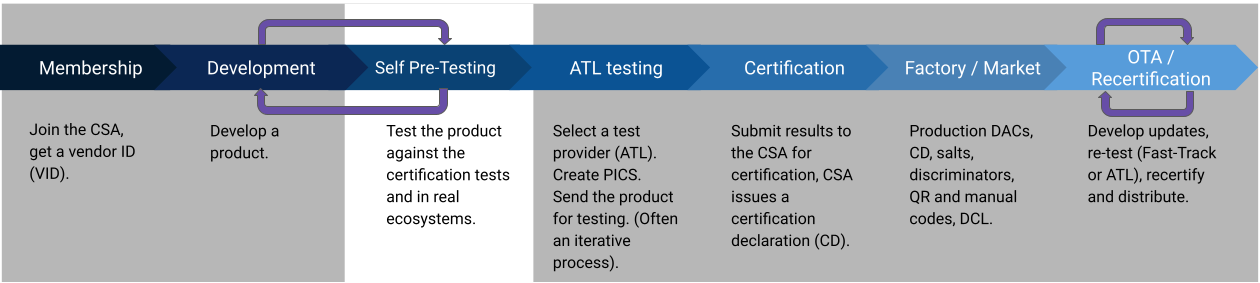 Membership
Development
Self Pre-Testing
ATL testing
Certification
Factory / Market
OTA /
Recertification
Join the CSA,
get a vendor ID
(VID).
Develop a
product.
Test the product
against the
certification tests
and in real
ecosystems.
Select a test
provider (ATL).
Create PICS.
Send the product
for testing. (Often
an iterative
process).
Submit results to
the CSA for
certification, CSA
issues a
certification
declaration (CD).
Production DACs,
CD, salts,
discriminators,
QR and manual
codes, DCL.
Develop updates,
re-test (Fast-Track
or ATL), recertify
and distribute.